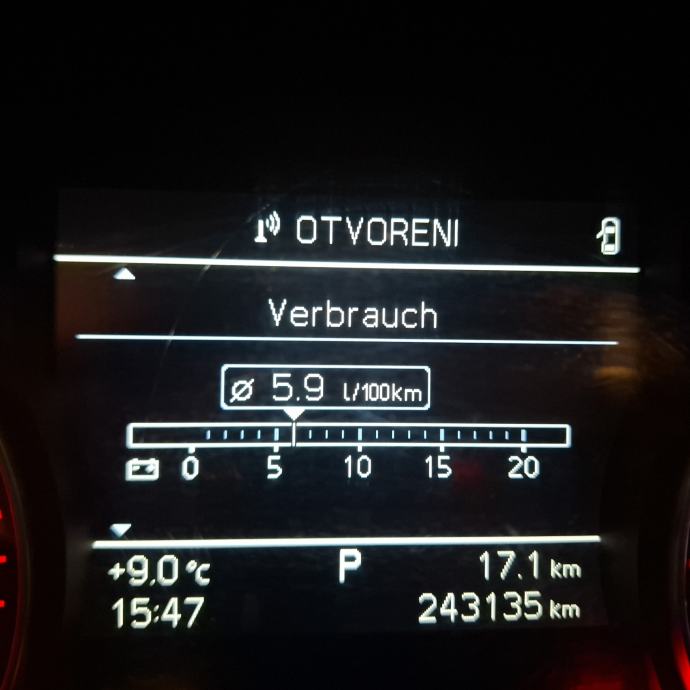 OTVORENI
Verbrauch
Ø 5.9 l/100km
0 5 10 15 20
+9.0 °C P 17.1 km
15:47 243135 km